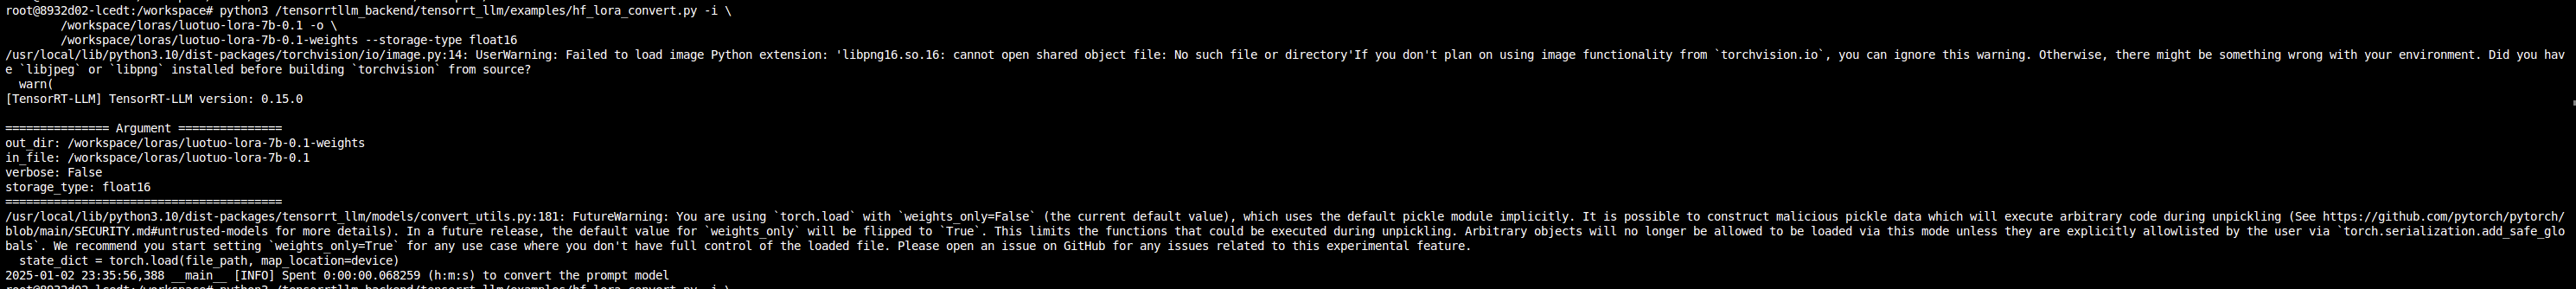 root@8932d02-lcedt:/workspace# python3 /tensorrtllm_backend/tensorrt_llm/examples/hf_lora_convert.py -i \
        /workspace/loras/luotuo-lora-7b-0.1 -o \
        /workspace/loras/luotuo-lora-7b-0.1-weights --storage-type float16
/usr/local/lib/python3.10/dist-packages/torchvision/io/image.py:14: UserWarning: Failed to load image Python extension: 'libpng16.so.16: cannot open shared object file: No such file or directory'If you don't plan on using image functionality from `torchvision.io`, you can ignore this warning. Otherwise, there might be something wrong with your environment. Did you hav
e `libjpeg` or `libpng` installed before building `torchvision` from source?
  warn(
[TensorRT-LLM] TensorRT-LLM version: 0.15.0

=============== Argument ===============
out_dir: /workspace/loras/luotuo-lora-7b-0.1-weights
in_file: /workspace/loras/luotuo-lora-7b-0.1
verbose: False
storage_type: float16
========================================
/usr/local/lib/python3.10/dist-packages/tensorrt_llm/models/convert_utils.py:181: FutureWarning: You are using `torch.load` with `weights_only=False` (the current default value), which uses the default pickle module implicitly. It is possible to construct malicious pickle data which will execute arbitrary code during unpickling (See https://github.com/pytorch/pytorch/
blob/main/SECURITY.md#untrusted-models for more details). In a future release, the default value for `weights_only` will be flipped to `True`. This limits the functions that could be executed during unpickling. Arbitrary objects will no longer be allowed to be loaded via this mode unless they are explicitly allowlisted by the user via `torch.serialization.add_safe_glo
bals`. We recommend you start setting `weights_only=True` for any use case where you don't have full control of the loaded file. Please open an issue on GitHub for any issues related to this experimental feature.
  state_dict = torch.load(file_path, map_location=device)
2025-01-02 23:35:56,388 __main__ [INFO] Spent 0:00:00.068259 (h:m:s) to convert the prompt model
root@8932d02-lcedt:/workspace# python3 /tensorrtllm_backend/tensorrt_llm/examples/hf_lora_convert.py -i \